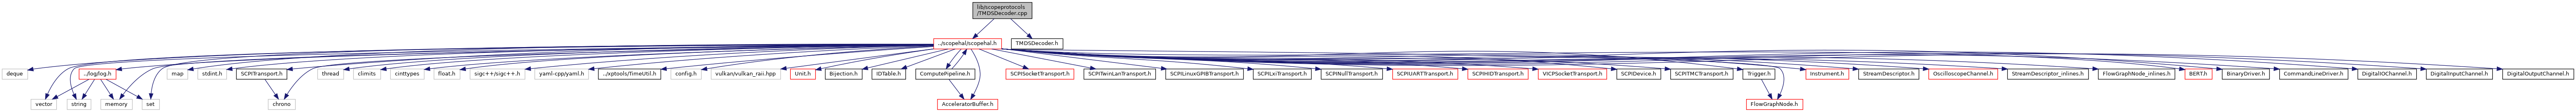 lib/scopeprotocols
/TMDSDecoder.cpp
../scopehal/scopehal.h
TMDSDecoder.h
deque
../log/log.h
map
stdint.h
SCPITransport.h
thread
climits
cinttypes
float.h
sigc++/sigc++.h
yaml-cpp/yaml.h
../xptools/TimeUtil.h
config.h
vulkan/vulkan_raii.hpp
Unit.h
Bijection.h
IDTable.h
ComputePipeline.h
SCPISocketTransport.h
SCPITwinLanTransport.h
SCPILinuxGPIBTransport.h
SCPILxiTransport.h
SCPINullTransport.h
SCPIUARTTransport.h
SCPIHIDTransport.h
VICPSocketTransport.h
SCPIDevice.h
SCPITMCTransport.h
Trigger.h
Instrument.h
StreamDescriptor.h
OscilloscopeChannel.h
StreamDescriptor_inlines.h
FlowGraphNode_inlines.h
BERT.h
BinaryDriver.h
CommandLineDriver.h
DigitalIOChannel.h
DigitalInputChannel.h
DigitalOutputChannel.h
vector
string
memory
set
chrono
AcceleratorBuffer.h
FlowGraphNode.h